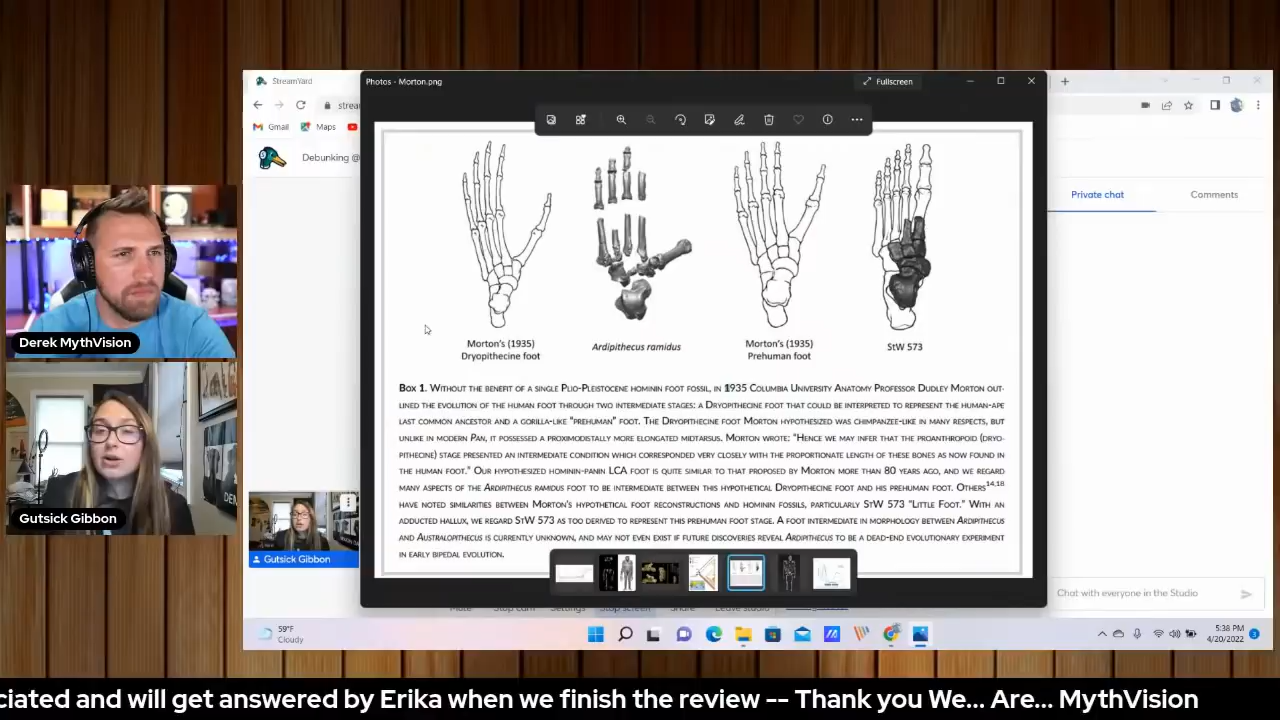 StreamYard
Photos - Morton.png
Fullscreen
Gmail
Maps
Debunking @
Private chat
Comments
Morton's (1935)
Dryopithecine foot
Ardipithecus ramidus
Morton's (1935)
Prehuman foot
StW 573
Box 1. Without the benefit of a single Plio-Pleistocene hominin foot fossil, in 1935 Columbia University Anatomy Professor Dudley Morton out-
lined the evolution of the human foot through two intermediate stages: a Dryopithecine foot that could be interpreted to represent the human-ape
last common ancestor and a gorilla-like "prehuman" foot. The Dryopithecine foot Morton hypothesized was chimpanzee-like in many respects, but
unlike in modern Pan, it possessed a proximodistally more elongated midtarsus. Morton wrote: "Hence we may infer that the proanthropoid (dryo-
pithecine) stage presented an intermediate condition which corresponded very closely with the proportionate length of these bones as now found in
the human foot." Our hypothesized hominin-panin LCA foot is quite similar to that proposed by Morton more than 80 years ago, and we regard
many aspects of the Ardipithecus ramidus foot to be intermediate between this hypothetical Dryopithecine foot and his prehuman foot. Others14,18
have noted similarities between Morton's hypothetical foot reconstructions and hominin fossils, particularly StW 573 "Little Foot." With an
adducted hallux, we regard StW 573 as too derived to represent this prehuman foot stage. A foot intermediate in morphology between Ardipithecus
and Australopithecus is currently unknown, and may not even exist if future discoveries reveal Ardipithecus to be a dead-end evolutionary experiment
in early bipedal evolution.
Derek MythVision
Gutsick Gibbon
Gutsick Gibbon
Chat with everyone in the Studio
59°F
Cloudy
5:38 PM
4/20/2022
ciated and will get answered by Erika when we finish the review -- Thank you We... Are... MythVision